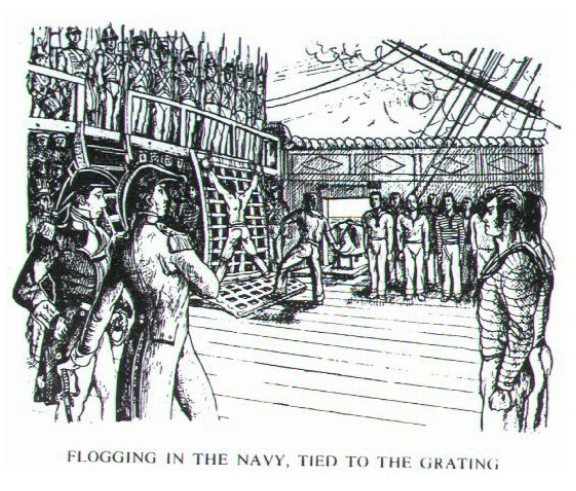 FLOGGING IN THE NAVY, TIED TO THE GRATING